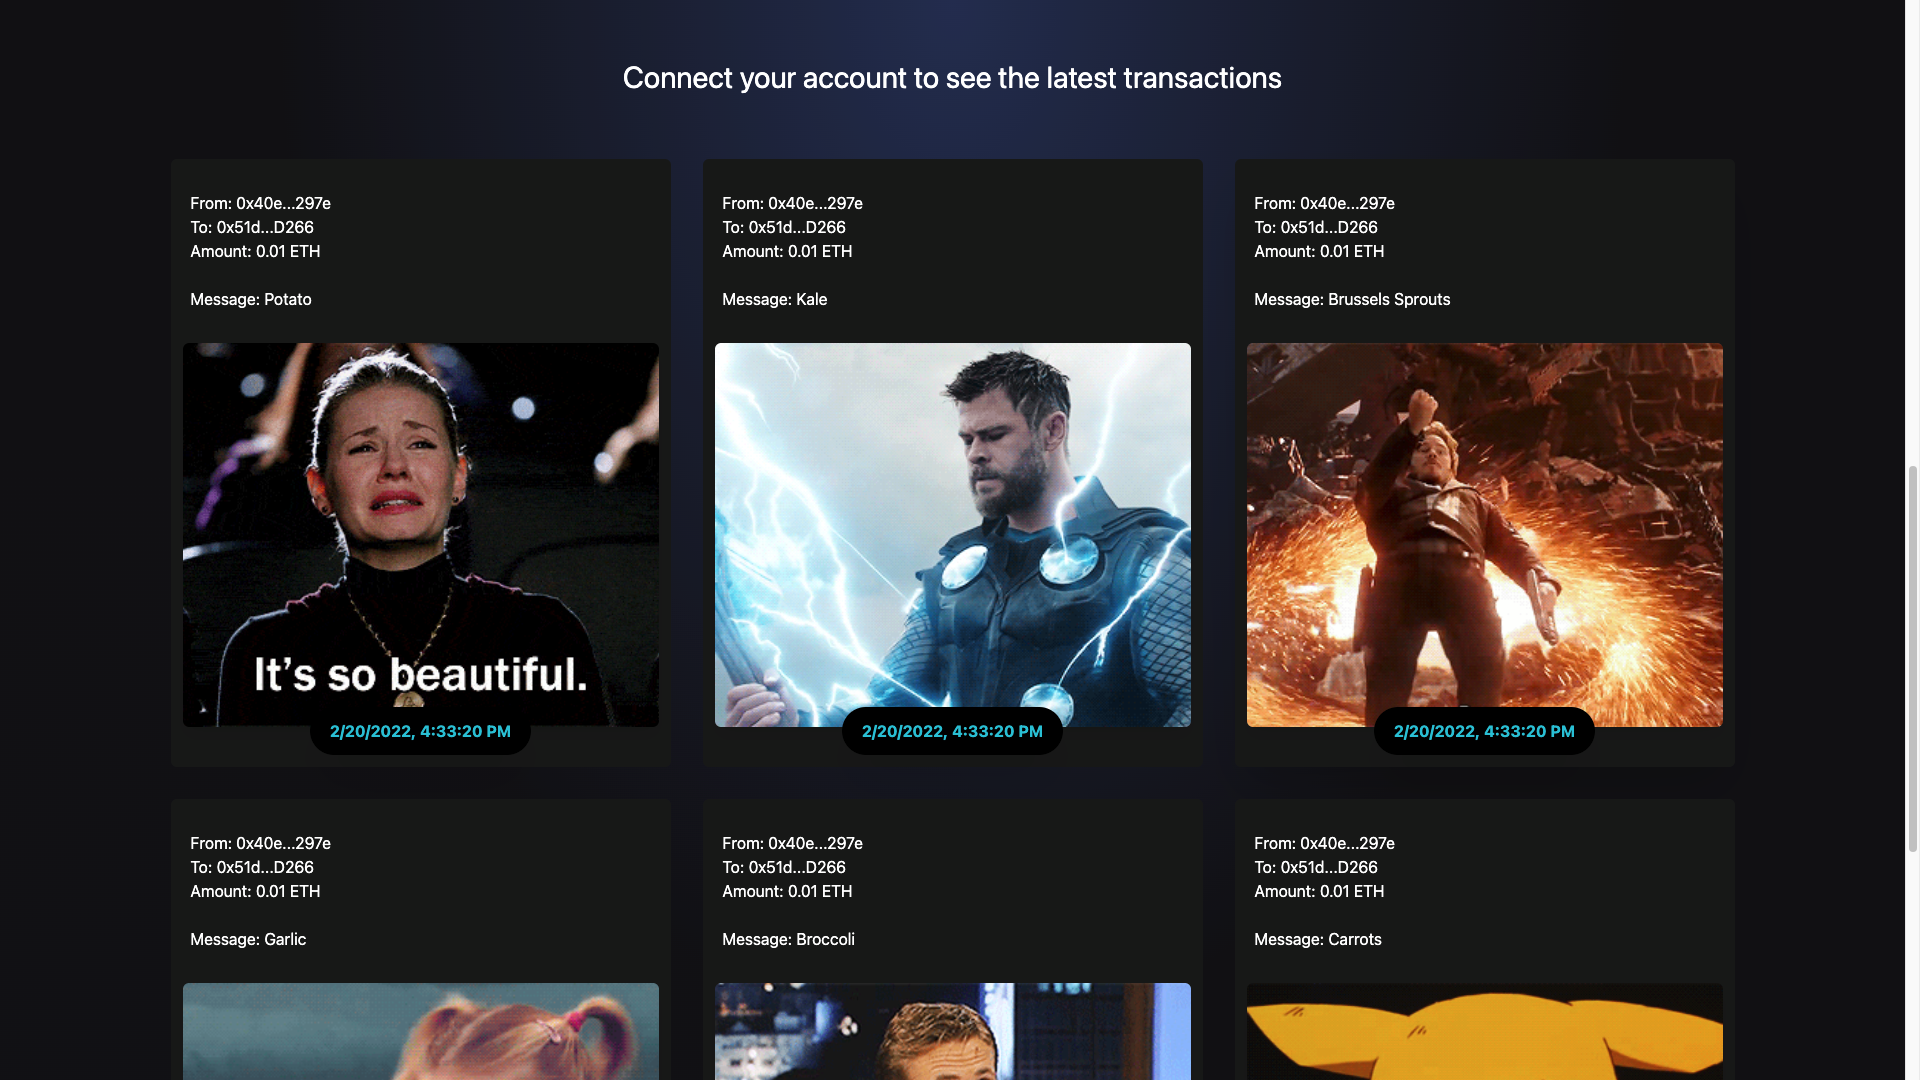 Connect your account to see the latest transactions
From: 0x40e...297e
To: 0x51d...D266
Amount: 0.01 ETH
Message: Potato
It's so beautiful.
2/20/2022, 4:33:20 PM
From: 0x40e...297e
To: 0x51d...D266
Amount: 0.01 ETH
Message: Kale
2/20/2022, 4:33:20 PM
From: 0x40e...297e
To: 0x51d...D266
Amount: 0.01 ETH
Message: Brussels Sprouts
2/20/2022, 4:33:20 PM
From: 0x40e...297e
To: 0x51d...D266
Amount: 0.01 ETH
Message: Garlic
From: 0x40e...297e
To: 0x51d...D266
Amount: 0.01 ETH
Message: Broccoli
From: 0x40e...297e
To: 0x51d...D266
Amount: 0.01 ETH
Message: Carrots